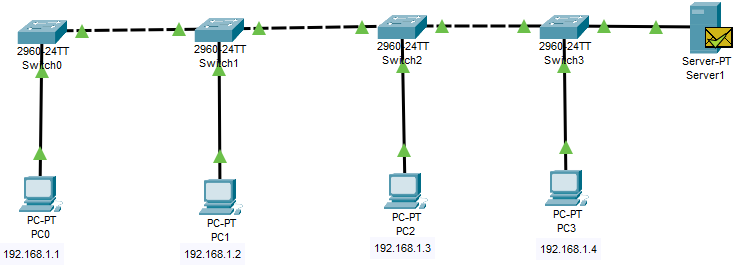 2960-24TT
Switch0
2960-24TT
Switch1
2960-24TT
Switch2
2960-24TT
Switch3
Server-PT
Server1
PC-PT
PC0
192.168.1.1
PC-PT
PC1
192.168.1.2
PC-PT
PC2
192.168.1.3
PC-PT
PC3
192.168.1.4